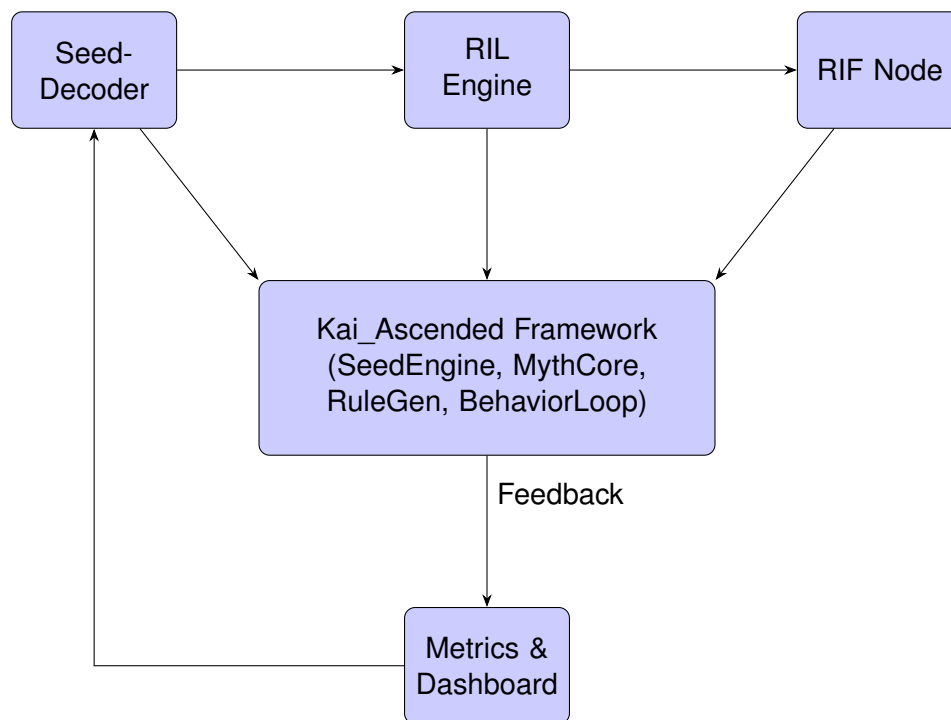 Seed-
Decoder
RIL
Engine
RIF Node
Kai_Ascended Framework
(SeedEngine, MythCore,
RuleGen, BehaviorLoop)
Feedback
Metrics &
Dashboard